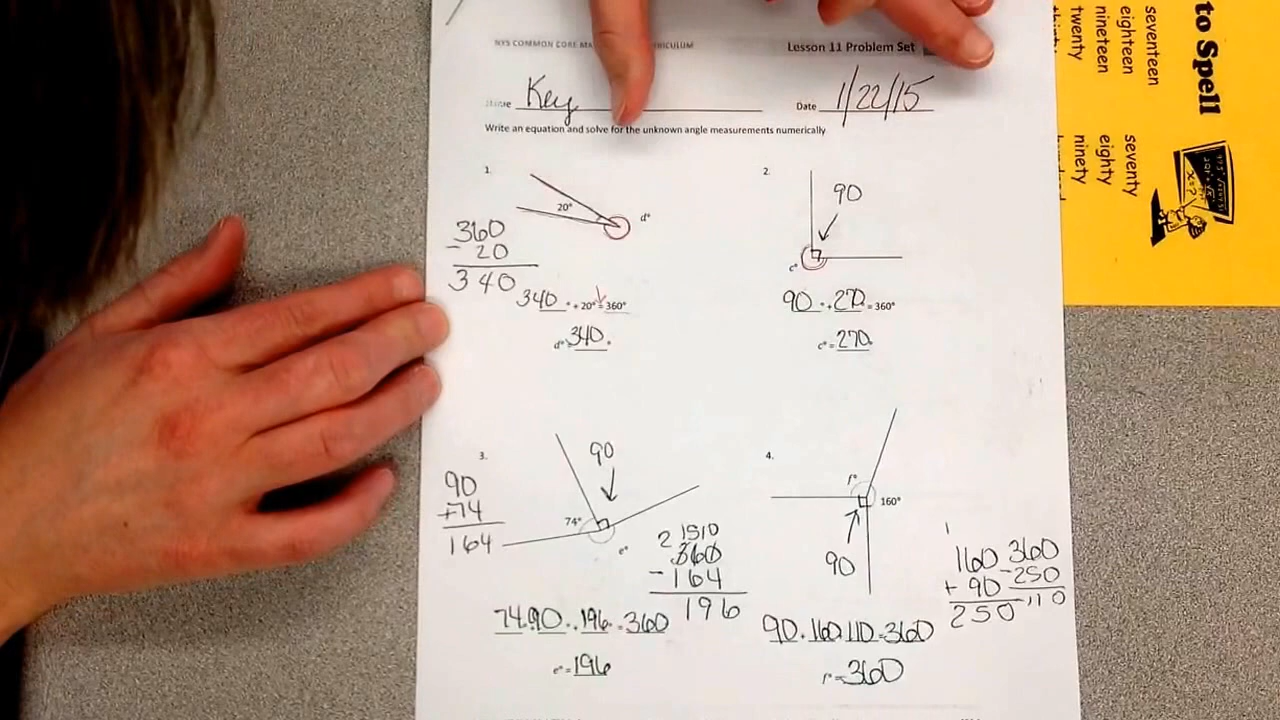 NYS COMMON CORE MA RICULUM
Lesson 11 Problem Set
Name Key
Date 1/22/15
Write an equation and solve for the unknown angle measurements numerically
1.
20°
d°
360
- 20
340
340 ° + 20° = 360°
d° = 340 °
2.
90
c°
90 ° + 270 ° = 360°
c° = 270 °
3.
90
74°
e°
90
+74
164
2 15 10
360
-164
196
74 ° + 90 ° + 196 ° = 360
e° = 196
4.
r°
160°
90
1
160
+ 90
250
360
-250
110
90 + 160 + 110 = 360
r° = 360
to Spell
seventeen
eighteen
nineteen
twenty
seventy
eighty
ninety